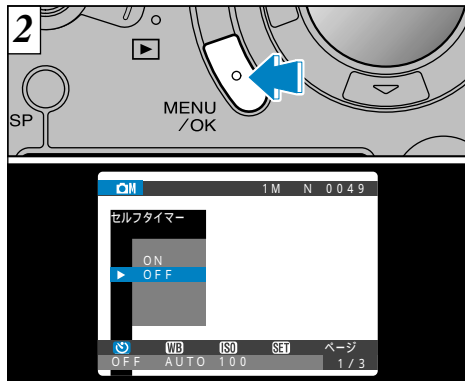 2
SP
MENU
/OK
M 1M N 0049
セルフタイマー
ON
OFF
WB ISO SET ページ
OFF AUTO 100 1/3